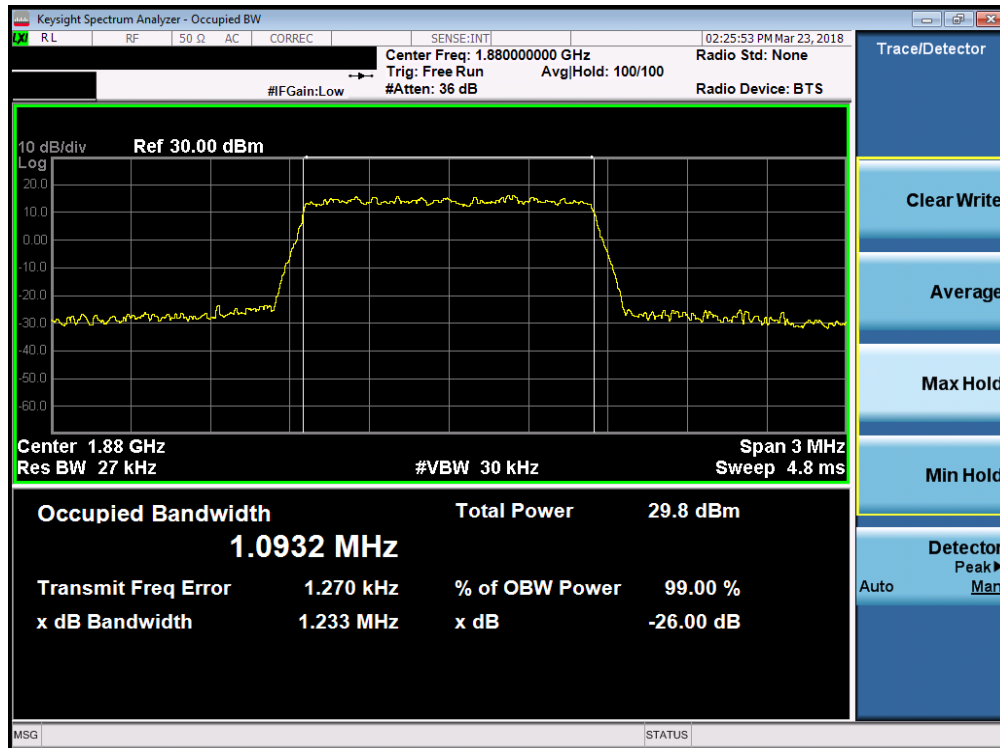 Keysight Spectrum Analyzer - Occupied BW
LXI RL RF 50 Ω AC CORREC SENSE:INT 02:25:53 PM Mar 23, 2018
Center Freq: 1.880000000 GHz Radio Std: None
Trig: Free Run Avg|Hold: 100/100
#IFGain:Low #Atten: 36 dB Radio Device: BTS
10 dB/div Ref 30.00 dBm
Log
20.0
10.0
0.00
-10.0
-20.0
-30.0
-40.0
-50.0
-60.0
Center 1.88 GHz Span 3 MHz
Res BW 27 kHz #VBW 30 kHz Sweep 4.8 ms
Occupied Bandwidth Total Power 29.8 dBm
1.0932 MHz
Transmit Freq Error 1.270 kHz % of OBW Power 99.00 %
x dB Bandwidth 1.233 MHz x dB -26.00 dB
MSG STATUS
Trace/Detector
Clear Write
Average
Max Hold
Min Hold
Detector
Peak▶
Auto Man